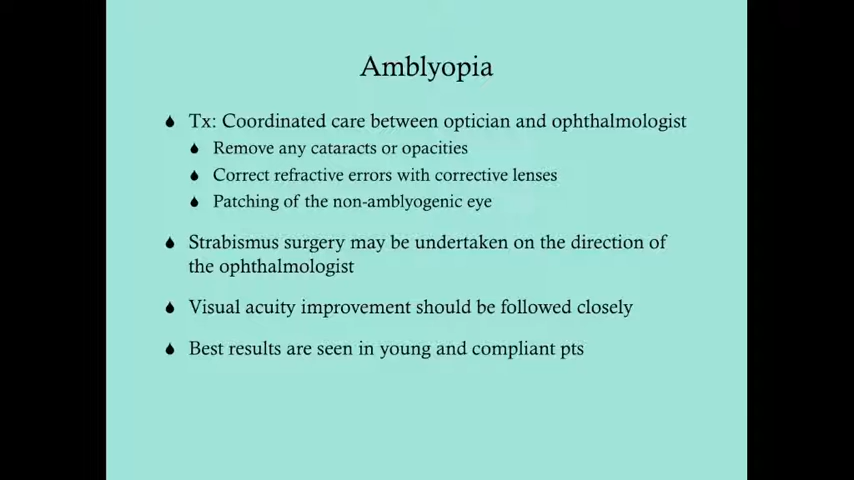 Amblyopia
Tx: Coordinated care between optician and ophthalmologist
Remove any cataracts or opacities
Correct refractive errors with corrective lenses
Patching of the non-amblyogenic eye
Strabismus surgery may be undertaken on the direction of
the ophthalmologist
Visual acuity improvement should be followed closely
Best results are seen in young and compliant pts